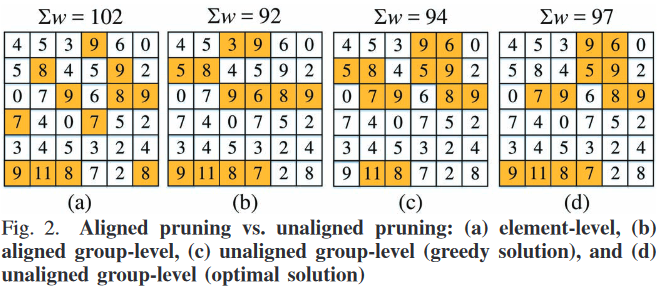 Σw = 102 Σw = 92 Σw = 94 Σw = 97
4 5 3 9 6 0 4 5 3 9 6 0 4 5 3 9 6 0 4 5 3 9 6 0
5 8 4 5 9 2 5 8 4 5 9 2 5 8 4 5 9 2 5 8 4 5 9 2
0 7 9 6 8 9 0 7 9 6 8 9 0 7 9 6 8 9 0 7 9 6 8 9
7 4 0 7 5 2 7 4 0 7 5 2 7 4 0 7 5 2 7 4 0 7 5 2
3 4 5 3 2 4 3 4 5 3 2 4 3 4 5 3 2 4 3 4 5 3 2 4
9 11 8 7 2 8 9 11 8 7 2 8 9 11 8 7 2 8 9 11 8 7 2 8
(a) (b) (c) (d)
Fig. 2. Aligned pruning vs. unaligned pruning: (a) element-level, (b)
aligned group-level, (c) unaligned group-level (greedy solution), and (d)
unaligned group-level (optimal solution)